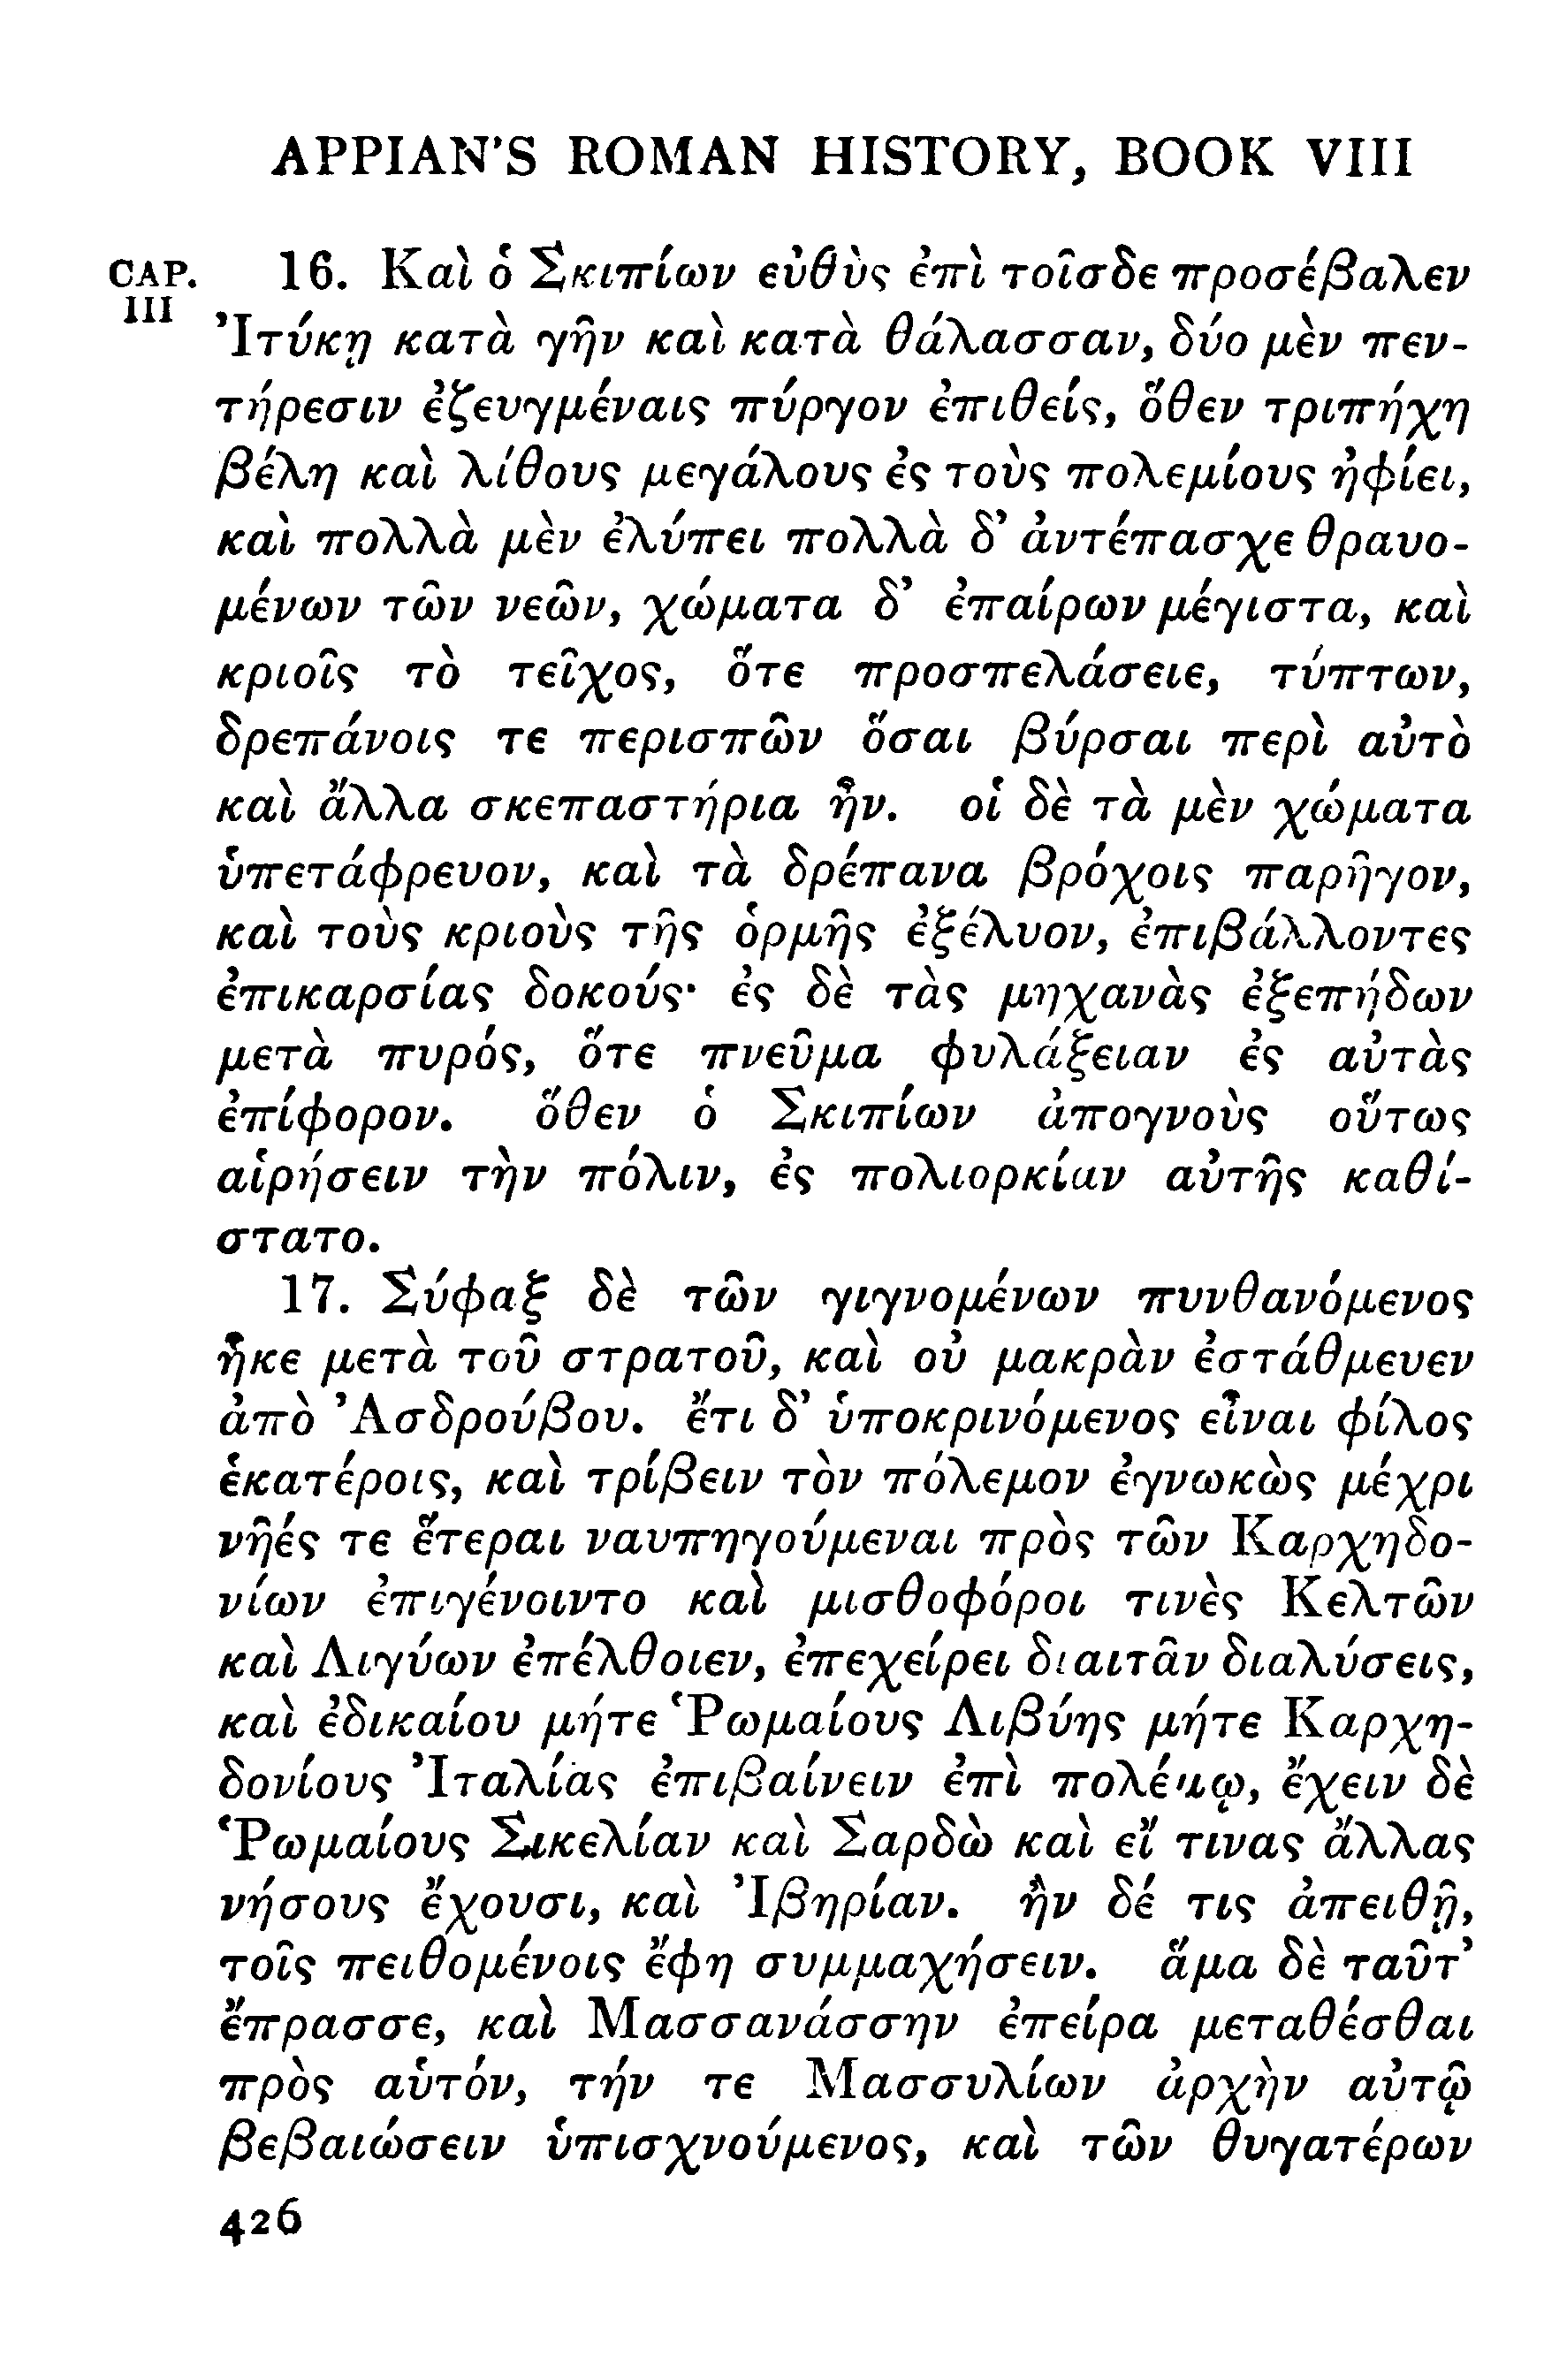 APPIAN'S ROMAN HISTORY, BOOK VIII
CAP. III
16. Καὶ ὁ Σκιπίων εὐθὺς ἐπὶ τοῖσδε προσέβαλεν
Ἰτύκῃ κατὰ γῆν καὶ κατὰ θάλασσαν, δύο μὲν πεν-
τήρεσιν ἐζευγμέναις πύργον ἐπιθείς, ὅθεν τριπήχη
βέλη καὶ λίθους μεγάλους ἐς τοὺς πολεμίους ἠφίει,
καὶ πολλὰ μὲν ἐλύπει πολλὰ δ' ἀντέπασχε θραυο-
μένων τῶν νεῶν, χώματα δ' ἐπαίρων μέγιστα, καὶ
κριοῖς τὸ τεῖχος, ὅτε προσπελάσειε, τύπτων,
δρεπάνοις τε περισπῶν ὅσαι βύρσαι περὶ αὐτὸ
καὶ ἄλλα σκεπαστήρια ἦν. οἱ δὲ τὰ μὲν χώματα
ὑπετάφρευον, καὶ τὰ δρέπανα βρόχοις παρῆγον,
καὶ τοὺς κριοὺς τῆς ὁρμῆς ἐξέλυον, ἐπιβάλλοντες
ἐπικαρσίας δοκούς· ἐς δὲ τὰς μηχανὰς ἐξεπήδων
μετὰ πυρός, ὅτε πνεῦμα φυλάξειαν ἐς αὐτὰς
ἐπίφορον. ὅθεν ὁ Σκιπίων ἀπογνοὺς οὕτως
αἱρήσειν τὴν πόλιν, ἐς πολιορκίαν αὐτῆς καθί-
στατο.
17. Σύφαξ δὲ τῶν γιγνομένων πυνθανόμενος
ἧκε μετὰ τοῦ στρατοῦ, καὶ οὐ μακρὰν ἐστάθμευεν
ἀπὸ Ἀσδρούβου. ἔτι δ' ὑποκρινόμενος εἶναι φίλος
ἑκατέροις, καὶ τρίβειν τὸν πόλεμον ἐγνωκὼς μέχρι
νῆές τε ἕτεραι ναυπηγούμεναι πρὸς τῶν Καρχηδο-
νίων ἐπιγένοιντο καὶ μισθοφόροι τινὲς Κελτῶν
καὶ Λιγύων ἐπέλθοιεν, ἐπεχείρει διαιτᾶν διαλύσεις,
καὶ ἐδικαίου μήτε Ῥωμαίους Λιβύης μήτε Καρχη-
δονίους Ἰταλίας ἐπιβαίνειν ἐπὶ πολέμῳ, ἔχειν δὲ
Ῥωμαίους Σικελίαν καὶ Σαρδὼ καὶ εἴ τινας ἄλλας
νήσους ἔχουσι, καὶ Ἰβηρίαν. ἢν δέ τις ἀπειθῇ,
τοῖς πειθομένοις ἔφη συμμαχήσειν. ἅμα δὲ ταῦτ'
ἔπρασσε, καὶ Μασσανάσσην ἐπείρα μεταθέσθαι
πρὸς αὑτόν, τήν τε Μασσυλίων ἀρχὴν αὐτῷ
βεβαιώσειν ὑπισχνούμενος, καὶ τῶν θυγατέρων
426